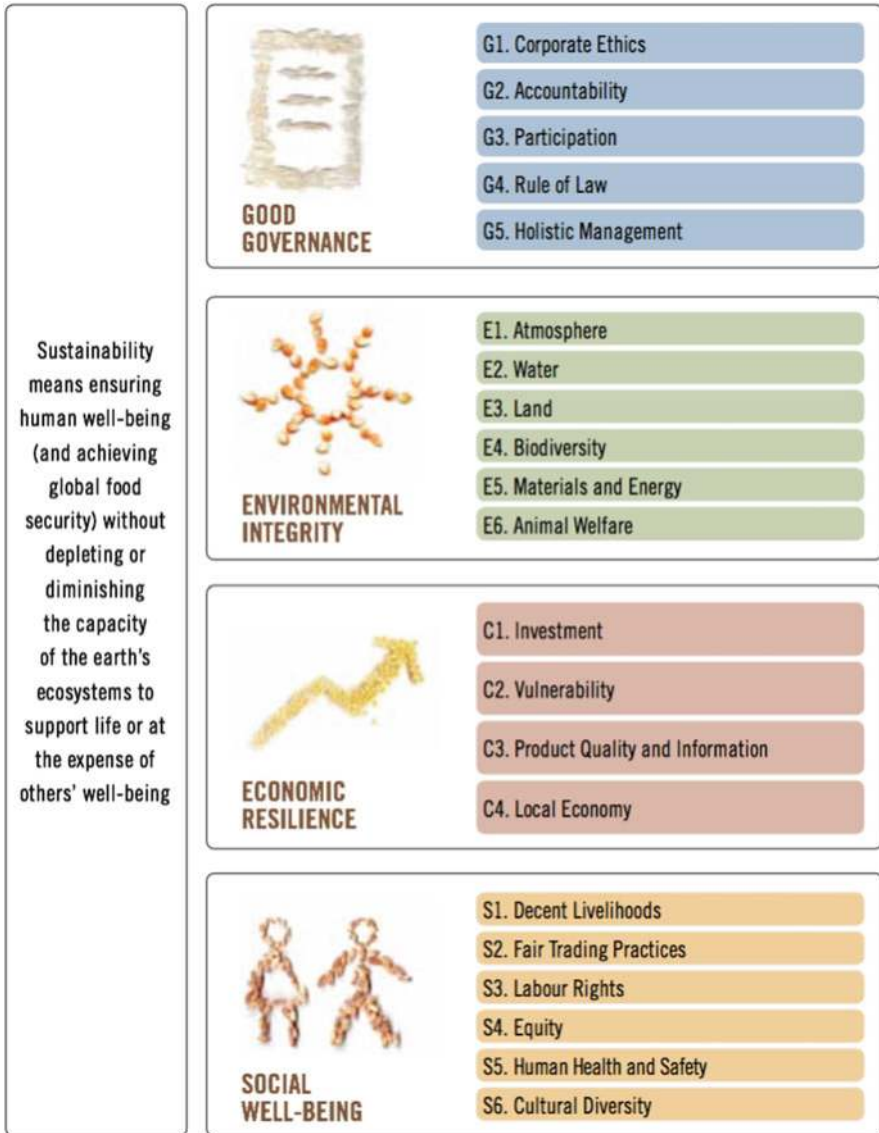 Sustainability
means ensuring
human well-being
(and achieving
global food
security) without
depleting or
diminishing
the capacity
of the earth's
ecosystems to
support life or at
the expense of
others' well-being
GOOD
GOVERNANCE
G1. Corporate Ethics
G2. Accountability
G3. Participation
G4. Rule of Law
G5. Holistic Management
ENVIRONMENTAL
INTEGRITY
E1. Atmosphere
E2. Water
E3. Land
E4. Biodiversity
E5. Materials and Energy
E6. Animal Welfare
ECONOMIC
RESILIENCE
C1. Investment
C2. Vulnerability
C3. Product Quality and Information
C4. Local Economy
SOCIAL
WELL-BEING
S1. Decent Livelihoods
S2. Fair Trading Practices
S3. Labour Rights
S4. Equity
S5. Human Health and Safety
S6. Cultural Diversity